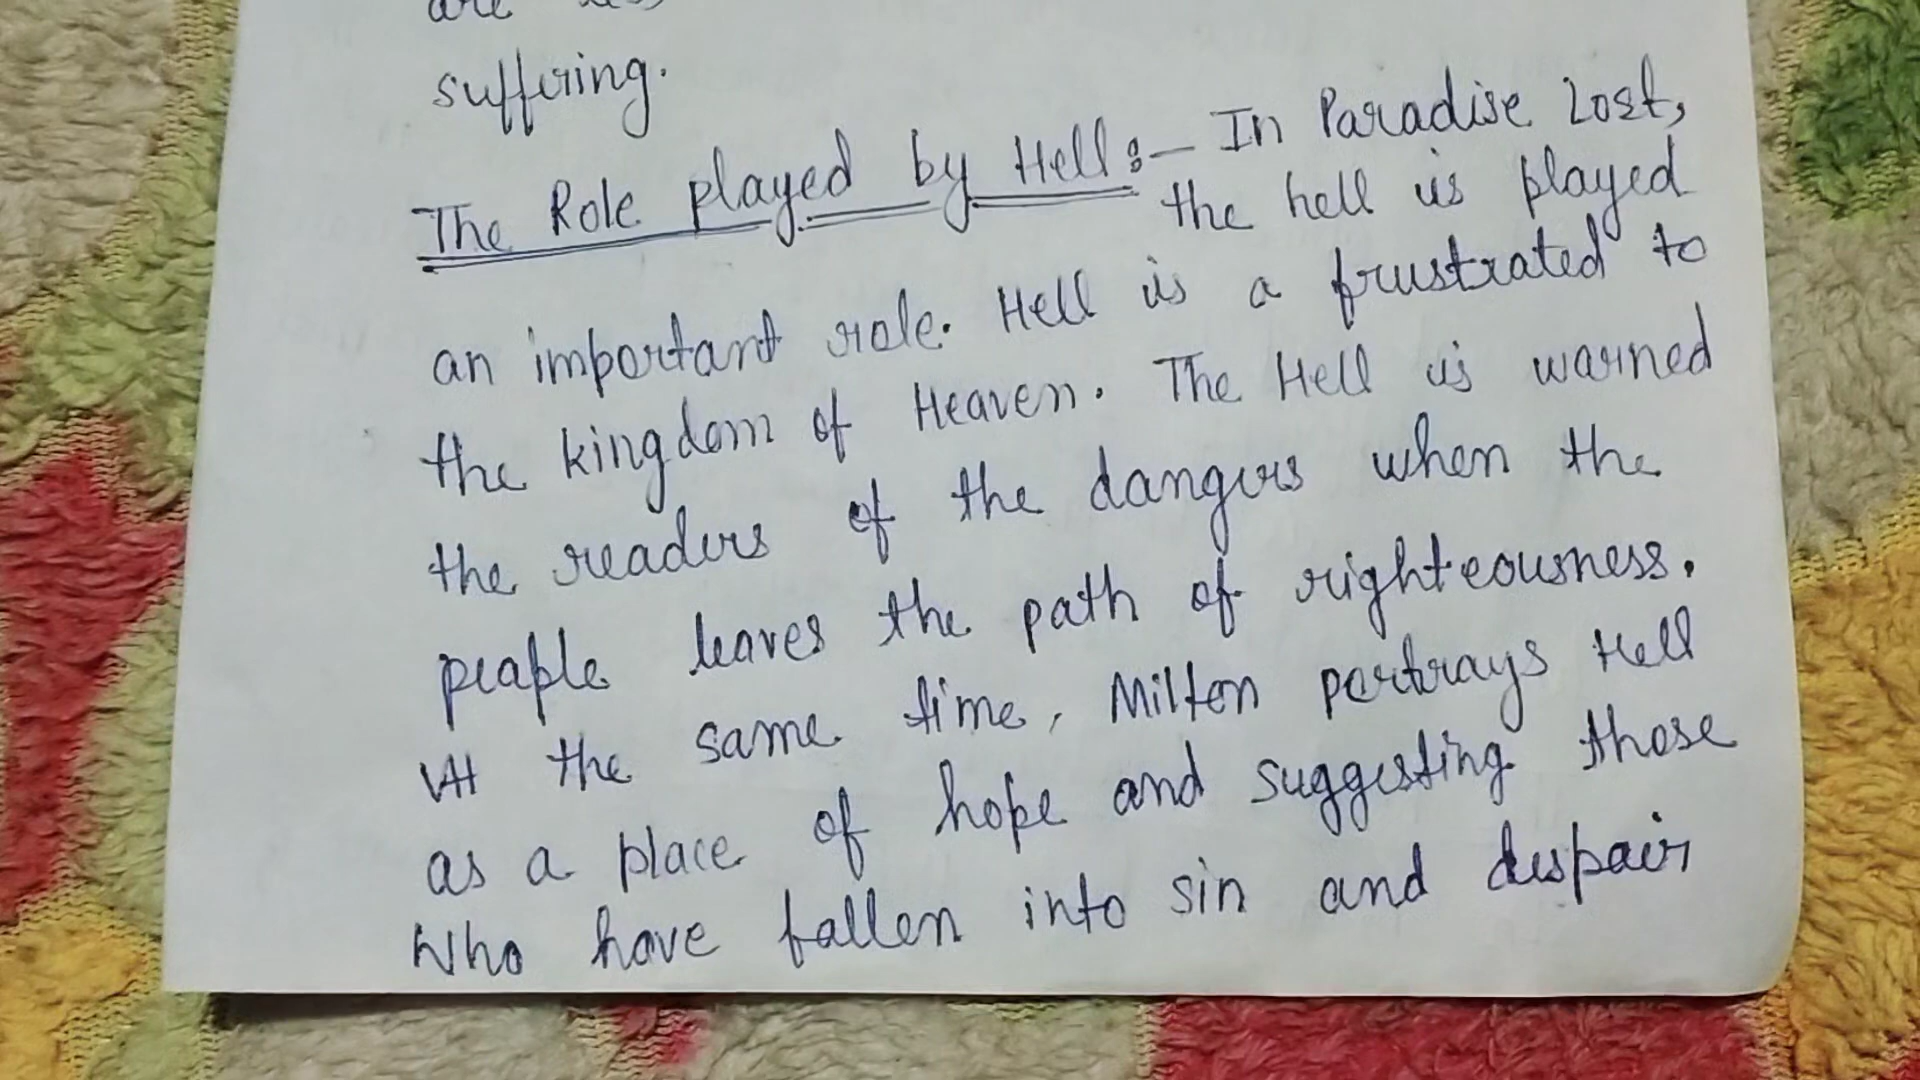 suffering.
The Role played by Hell :— In Paradise Lost,
the hell is played
an important role. Hell is a frustrated to
the kingdom of Heaven. The Hell is warned
the readers of the dangers when the
people leaves the path of righteousness.
At the same time, Milton portrays Hell
as a place of hope and suggesting those
Who have fallen into sin and despair